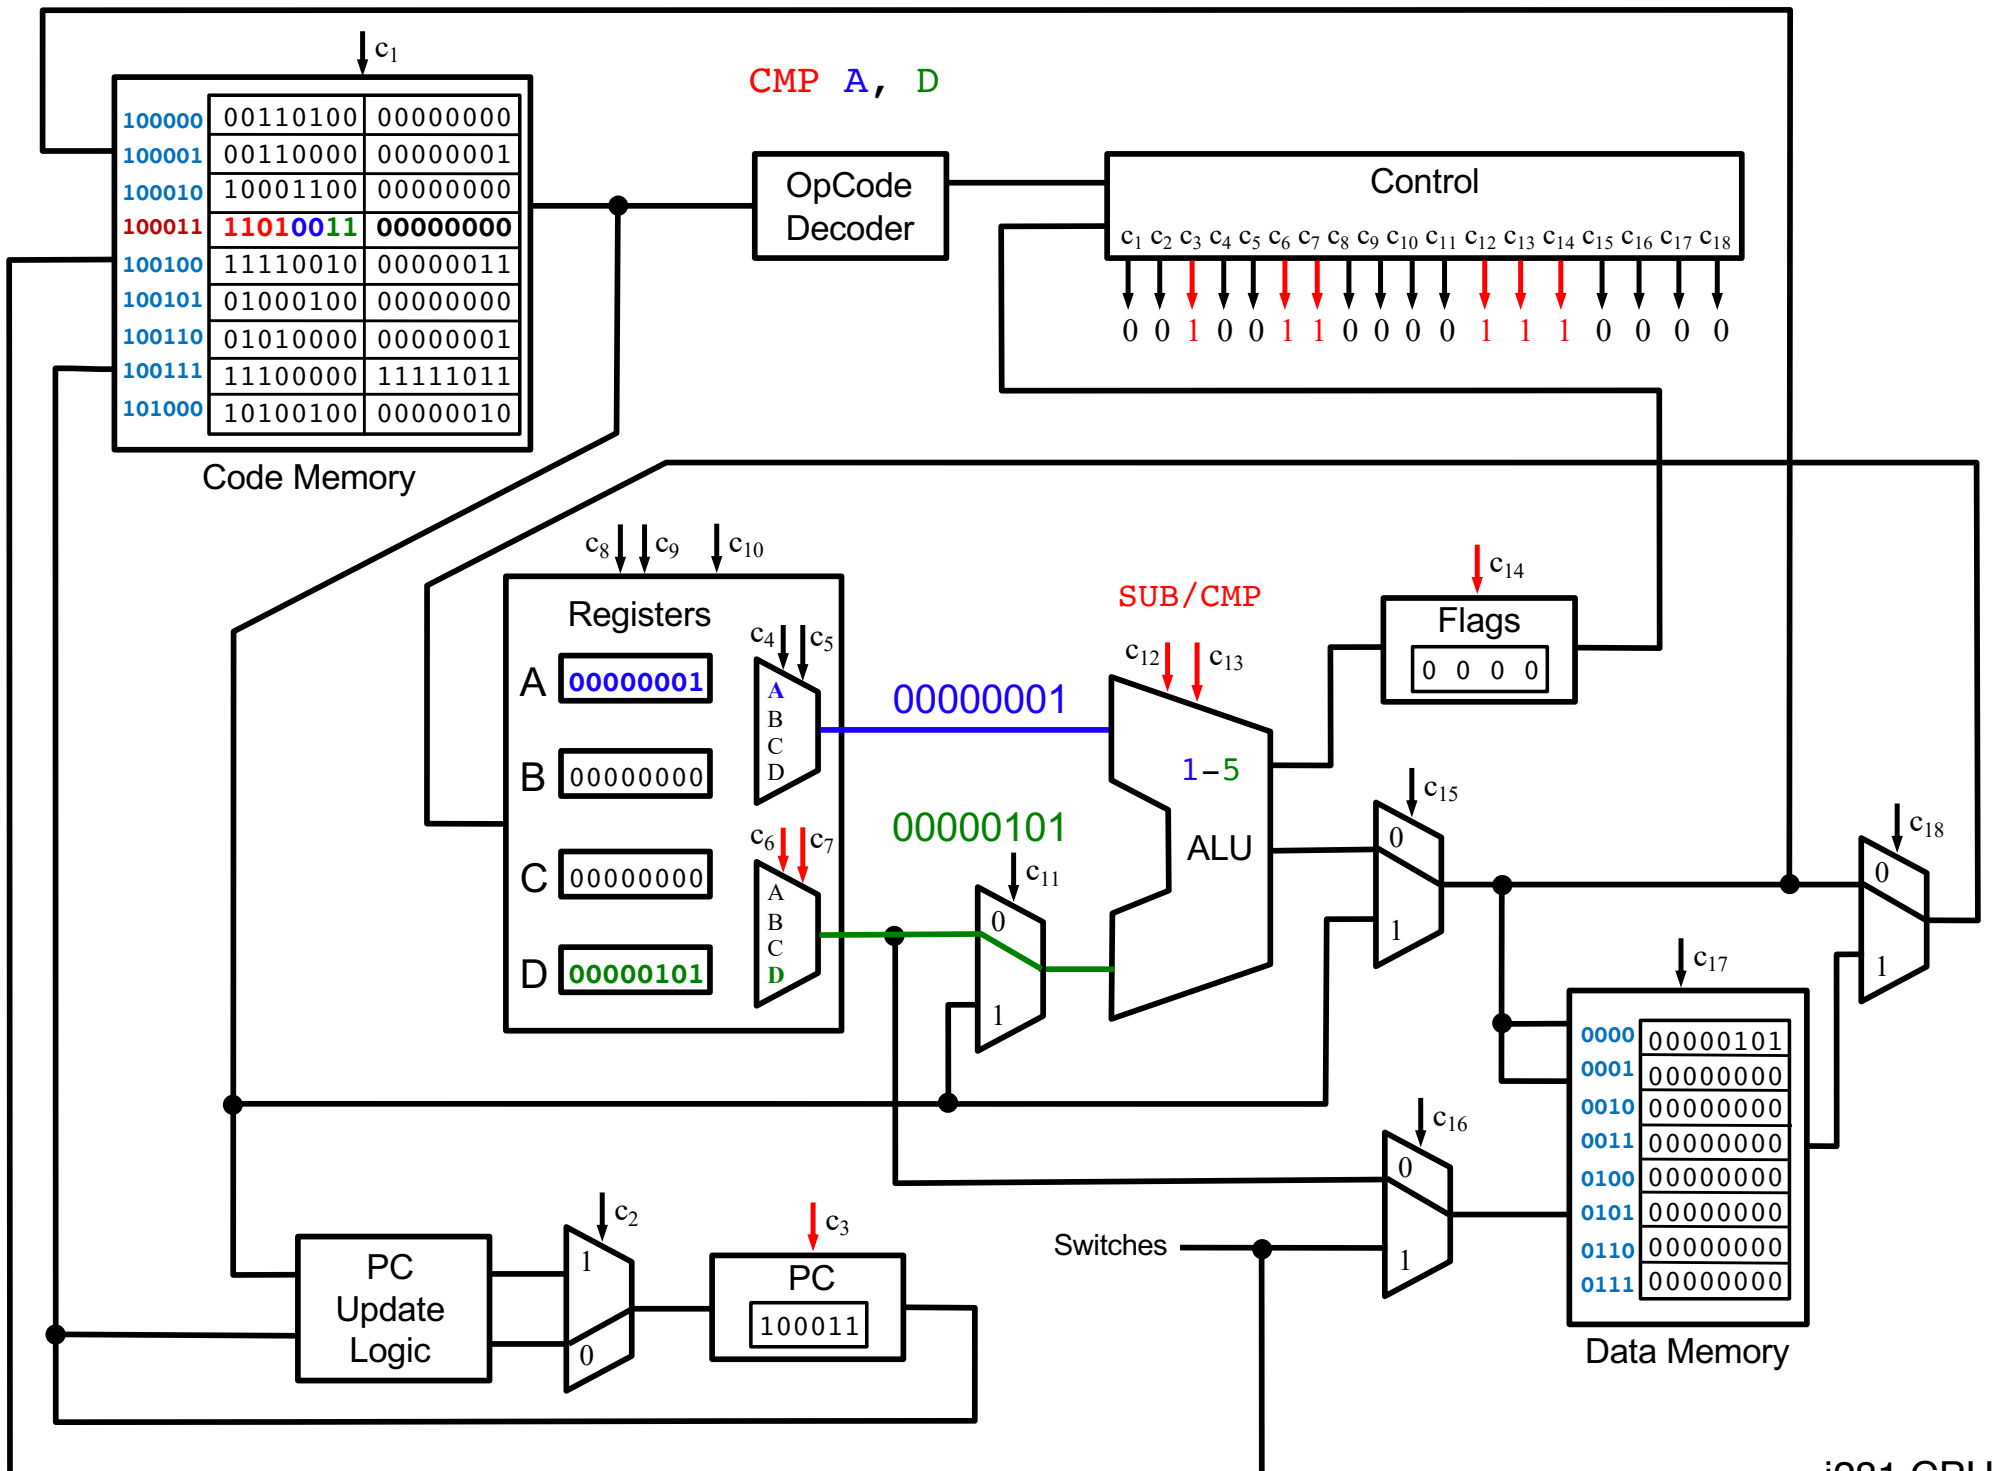 c1
CMP A, D
100000 00110100 00000000
100001 00110000 00000001
100010 10001100 00000000
100011 11010011 00000000
100100 11110010 00000011
100101 01000100 00000000
100110 01010000 00000001
100111 11100000 11111011
101000 10100100 00000010
Code Memory
OpCode
Decoder
Control
c1 c2 c3 c4 c5 c6 c7 c8 c9 c10 c11 c12 c13 c14 c15 c16 c17 c18
0 0 1 0 0 1 1 0 0 0 0 1 1 1 0 0 0 0
c8 c9 c10
Registers
A 00000001
B 00000000
C 00000000
D 00000101
c4 c5
A
B
C
D
c6 c7
A
B
C
D
00000001
00000101
c11
0
1
SUB/CMP
c12 c13
1-5
ALU
c14
Flags
0 0 0 0
c15
0
1
c18
0
1
c17
0000 00000101
0001 00000000
0010 00000000
0011 00000000
0100 00000000
0101 00000000
0110 00000000
0111 00000000
Data Memory
c16
0
1
Switches
PC
Update
Logic
c2
1
0
c3
PC
100011